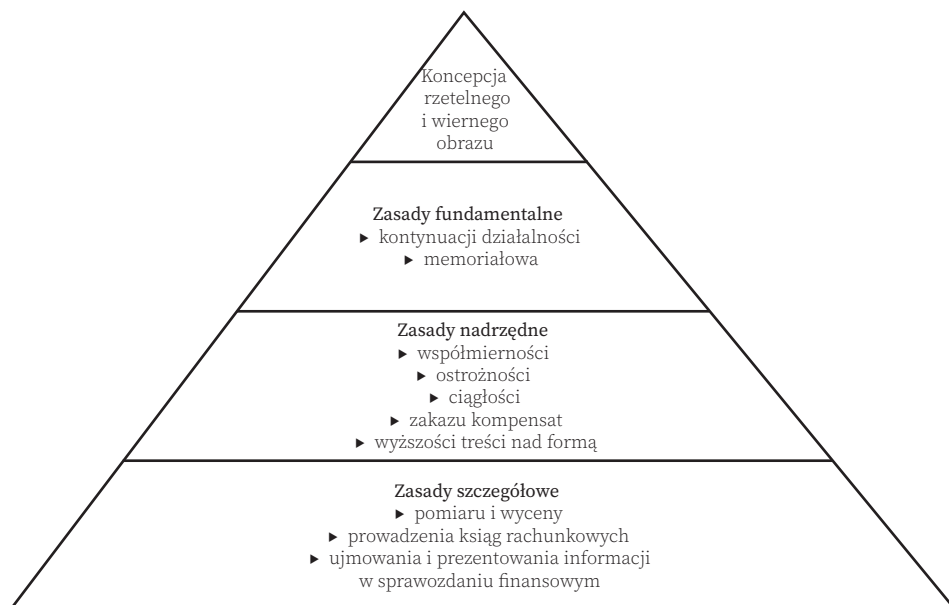 Koncepcja
rzetelnego
i wiernego
obrazu
Zasady fundamentalne
▶ kontynuacji działalności
▶ memoriałowa
Zasady nadrzędne
▶ współmierności
▶ ostrożności
▶ ciągłości
▶ zakazu kompensat
▶ wyższości treści nad formą
Zasady szczegółowe
▶ pomiaru i wyceny
▶ prowadzenia ksiąg rachunkowych
▶ ujmowania i prezentowania informacji
w sprawozdaniu finansowym